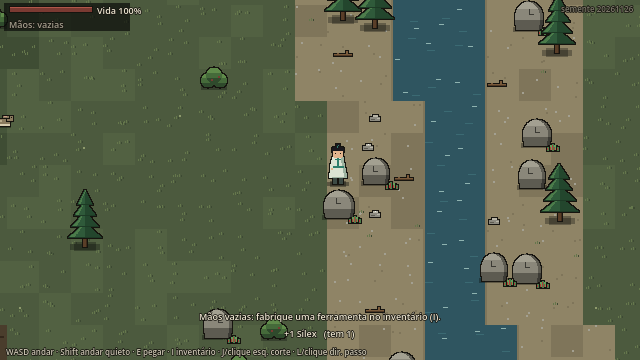 Vida 100%
semente 20261126
Mãos: vazias
Mãos vazias: fabrique uma ferramenta no inventário (I).
+1 Sílex (tem 1)
WASD andar · Shift andar quieto · E pegar · I inventário · J/clique esq. corte · L/clique dir. passo